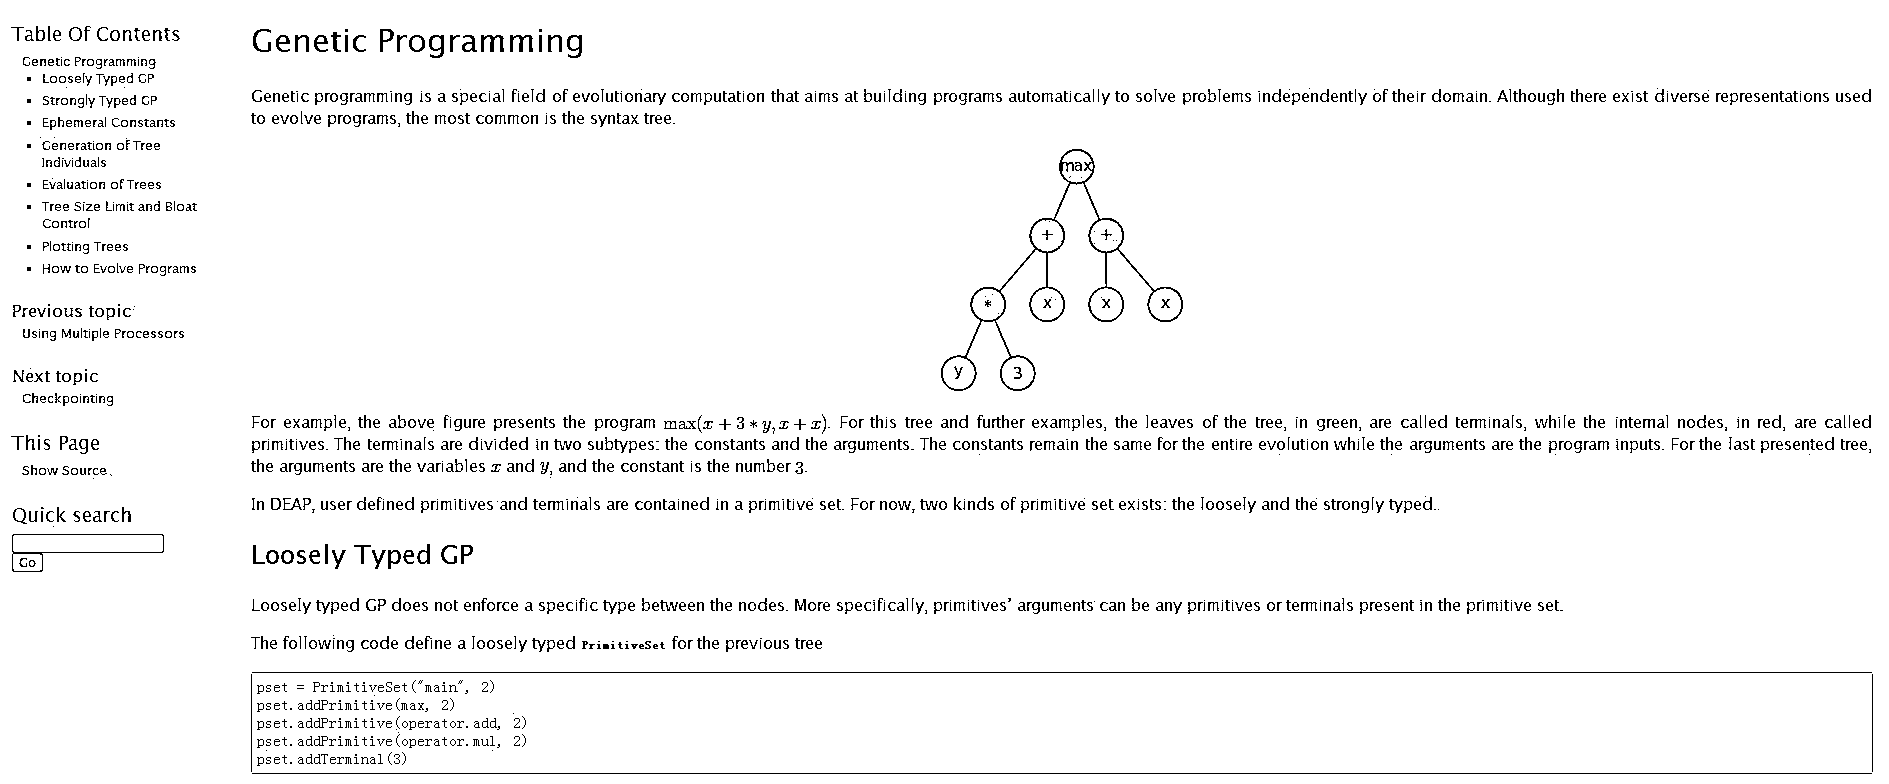 Table Of Contents
Genetic Programming
▪ Loosely Typed GP
▪ Strongly Typed GP
▪ Ephemeral Constants
▪ Generation of Tree
Individuals
▪ Evaluation of Trees
▪ Tree Size Limit and Bloat
Control
▪ Plotting Trees
▪ How to Evolve Programs
Previous topic
Using Multiple Processors
Next topic
Checkpointing
This Page
Show Source
Quick search
Go
Genetic Programming
Genetic programming is a special field of evolutionary computation that aims at building programs automatically to solve problems independently of their domain. Although there exist diverse representations used
to evolve programs, the most common is the syntax tree.
max
+ +
* x x x
y 3
For example, the above figure presents the program max(x + 3 * y, x + x). For this tree and further examples, the leaves of the tree, in green, are called terminals, while the internal nodes, in red, are called
primitives. The terminals are divided in two subtypes: the constants and the arguments. The constants remain the same for the entire evolution while the arguments are the program inputs. For the last presented tree,
the arguments are the variables x and y, and the constant is the number 3.
In DEAP, user defined primitives and terminals are contained in a primitive set. For now, two kinds of primitive set exists: the loosely and the strongly typed.
Loosely Typed GP
Loosely typed GP does not enforce a specific type between the nodes. More specifically, primitives’ arguments can be any primitives or terminals present in the primitive set.
The following code define a loosely typed PrimitiveSet for the previous tree
pset = PrimitiveSet("main", 2)
pset.addPrimitive(max, 2)
pset.addPrimitive(operator.add, 2)
pset.addPrimitive(operator.mul, 2)
pset.addTerminal(3)